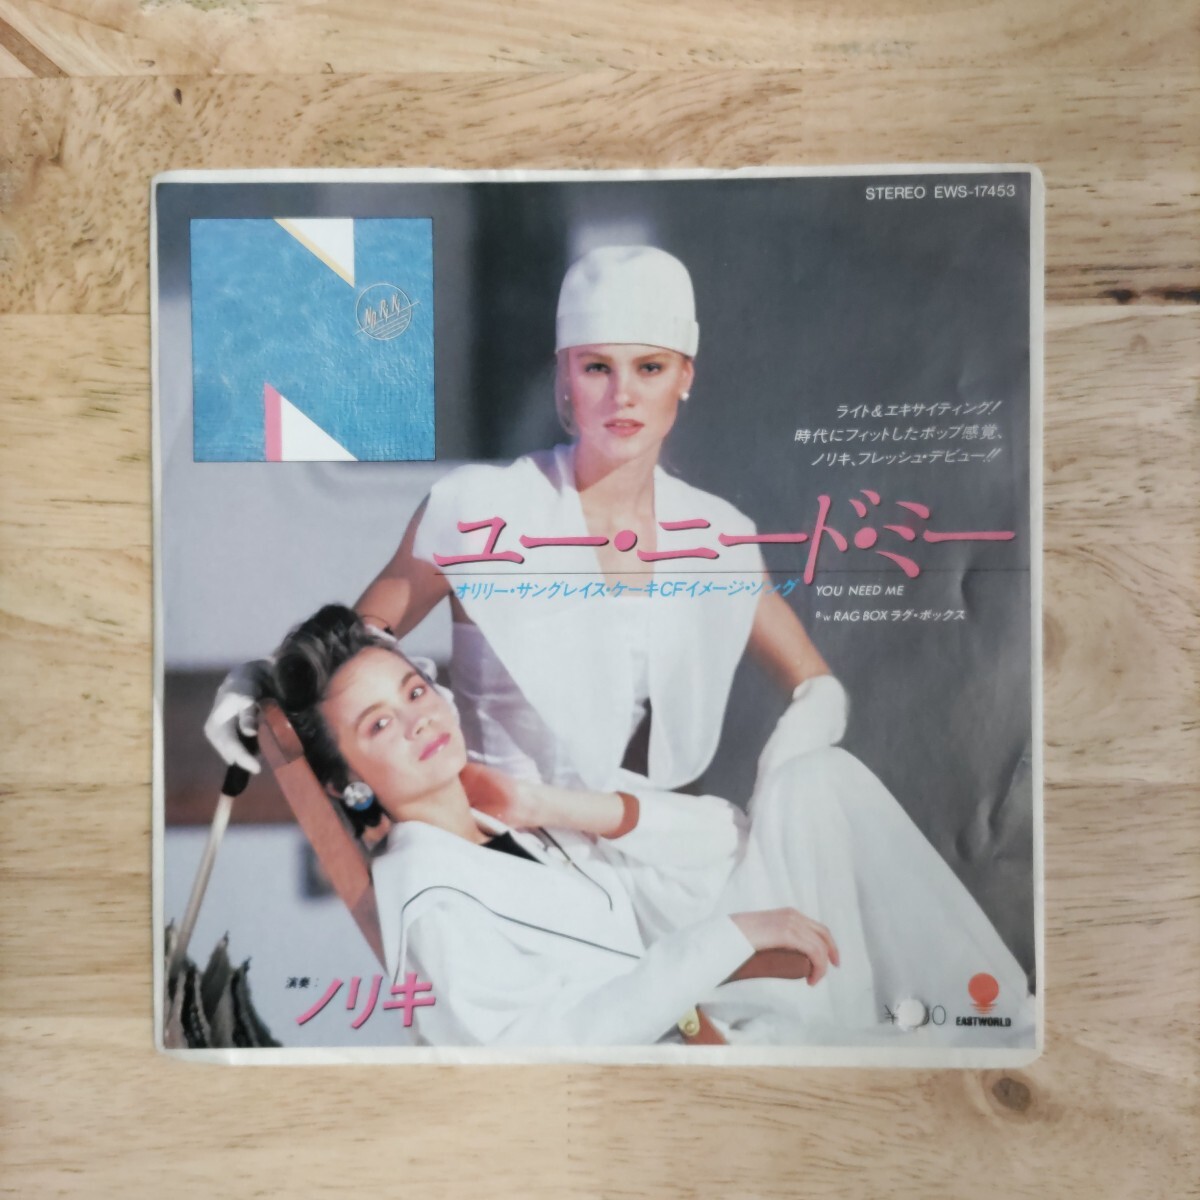 STEREO EWS-17453
No Ri Ki
ライト&エキサイティング!
時代にフィットしたポップ感覚、
ノリキ、フレッシュ・デビュー!!
ユー・ニード・ミー
オリリー・サングレイス・ケーキCFイメージ・ソング
YOU NEED ME
B/W RAG BOX ラグ・ボックス
演奏:
ノリキ
EASTWORLD